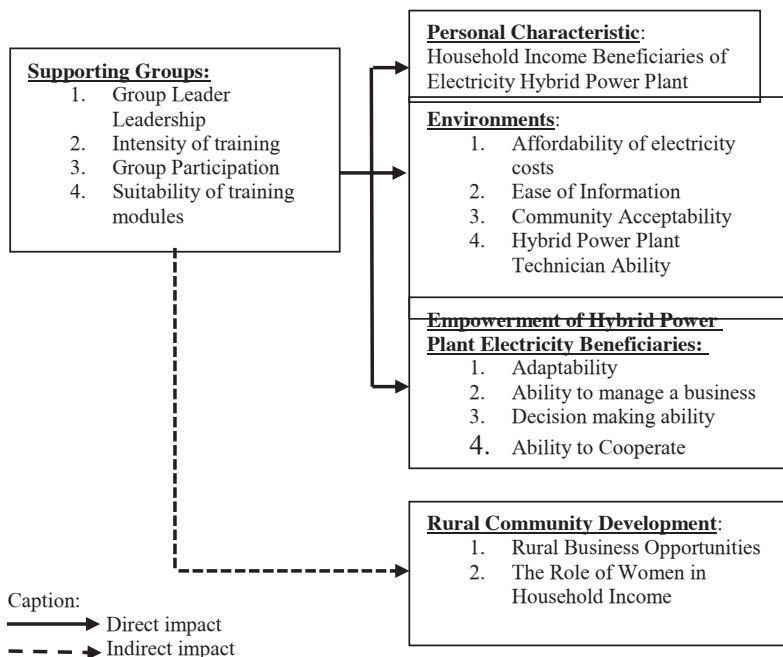 Supporting Groups:
1. Group Leader
Leadership
2. Intensity of training
3. Group Participation
4. Suitability of training
modules
Personal Characteristic:
Household Income Beneficiaries of
Electricity Hybrid Power Plant
Environments:
1. Affordability of electricity
costs
2. Ease of Information
3. Community Acceptability
4. Hybrid Power Plant
Technician Ability
Empowerment of Hybrid Power
Plant Electricity Beneficiaries:
1. Adaptability
2. Ability to manage a business
3. Decision making ability
4. Ability to Cooperate
Rural Community Development:
1. Rural Business Opportunities
2. The Role of Women in
Household Income
Caption:
Direct impact
Indirect impact